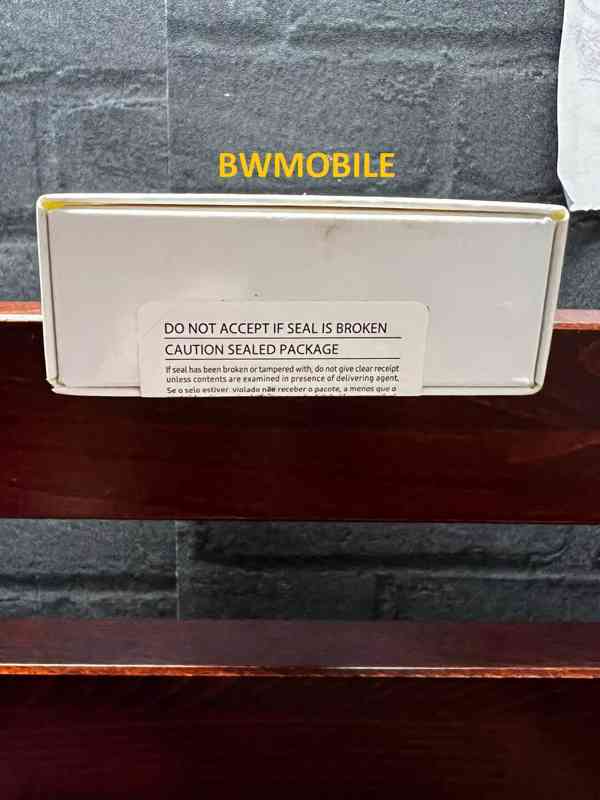 BWMOBILE
DO NOT ACCEPT IF SEAL IS BROKEN
CAUTION SEALED PACKAGE
If seal has been broken or tampered with, do not give clear receipt
unless contents are examined in presence of delivering agent.
Se o selo estiver violado não receber o pacote, a menos que o